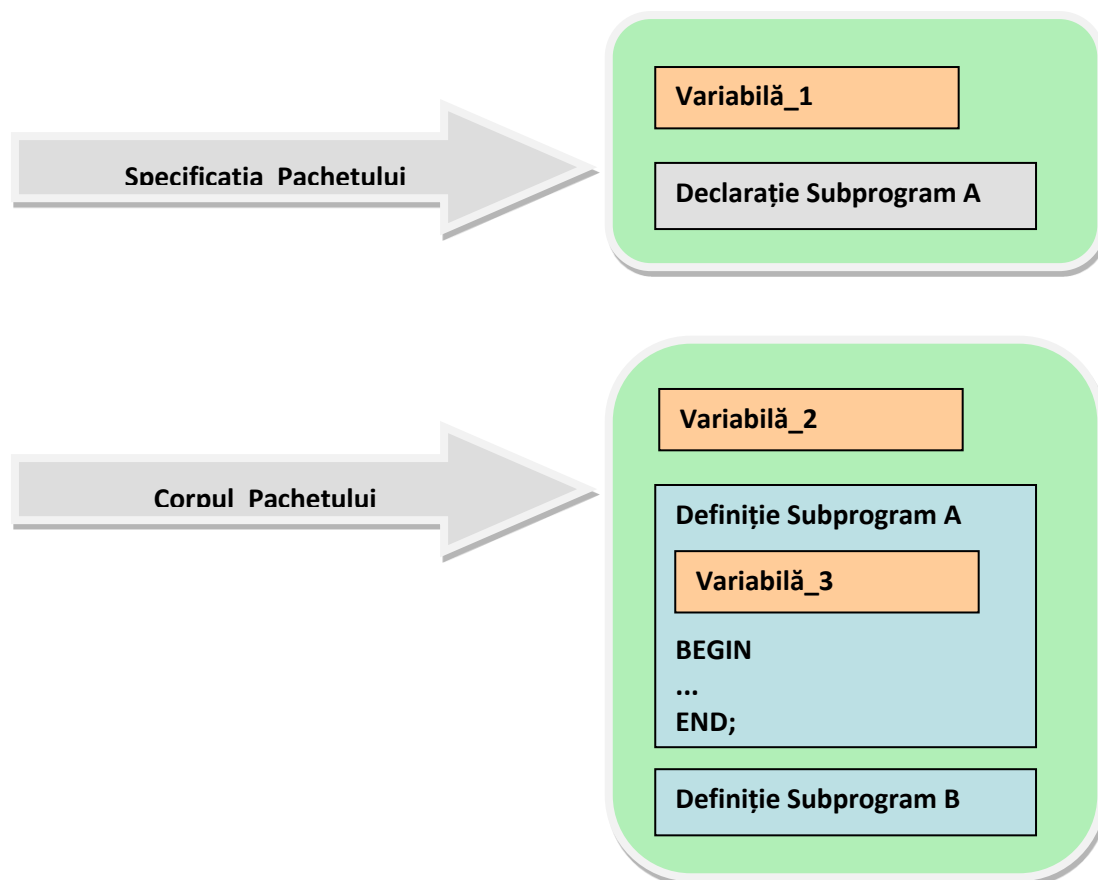 Variabilă_1
Specificatia Pachetului
Declarație Subprogram A
Variabilă_2
Corpul Pachetului
Definiție Subprogram A
Variabilă_3
BEGIN
...
END;
Definiție Subprogram B